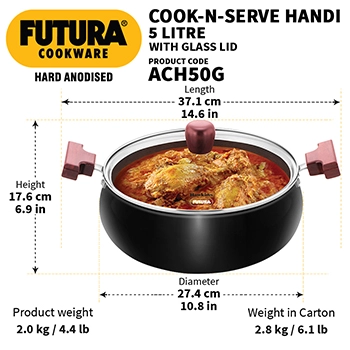 FUTURA®
COOKWARE
HARD ANODISED
COOK-N-SERVE HANDI
5 LITRE
WITH GLASS LID
PRODUCT CODE
ACH50G
Length
37.1 cm
14.6 in
Height
17.6 cm
6.9 in
FUTURA
Diameter
27.4 cm
10.8 in
Product weight
2.0 kg / 4.4 lb
Weight in Carton
2.8 kg / 6.1 lb